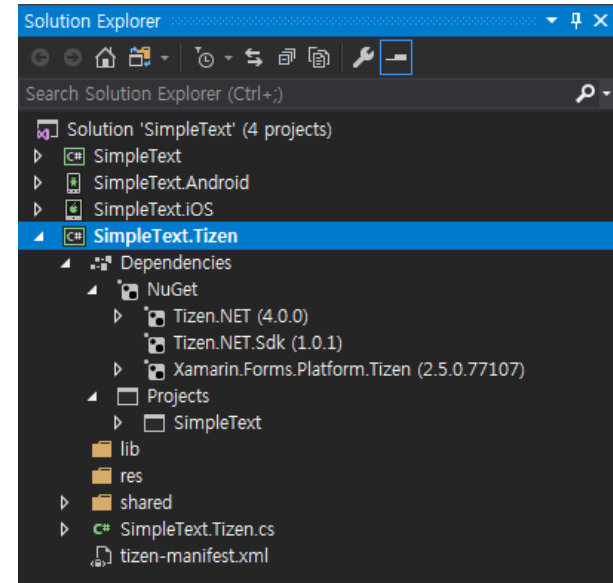 Solution Explorer
Search Solution Explorer (Ctrl+;)
Solution 'SimpleText' (4 projects)
C# SimpleText
SimpleText.Android
SimpleText.iOS
C# SimpleText.Tizen
Dependencies
NuGet
Tizen.NET (4.0.0)
Tizen.NET.Sdk (1.0.1)
Xamarin.Forms.Platform.Tizen (2.5.0.77107)
Projects
SimpleText
lib
res
shared
C# SimpleText.Tizen.cs
tizen-manifest.xml